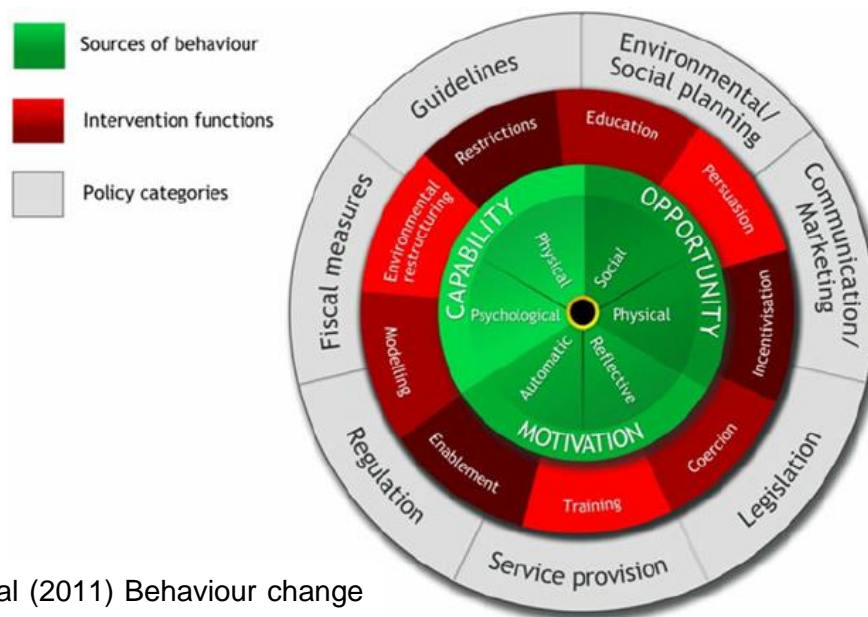 Sources of behaviour
Intervention functions
Policy categories
Guidelines
Environmental/
Social planning
Communication/
Marketing
Legislation
Service provision
Regulation
Fiscal measures
Restrictions
Education
Persuasion
Incentivisation
Coercion
Training
Enablement
Modelling
Environmental
restructuring
CAPABILITY
OPPORTUNITY
MOTIVATION
Physical
Social
Psychological
Physical
Automatic
Reflective
al (2011) Behaviour change